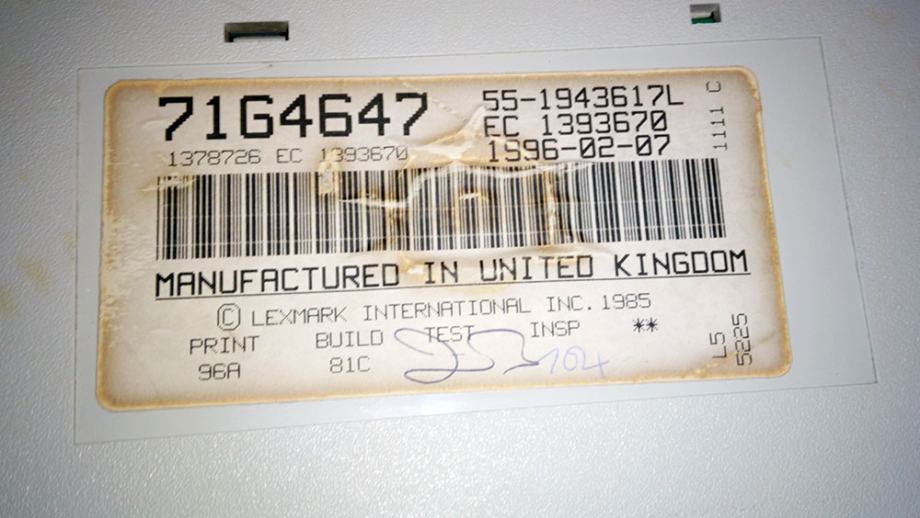 71G4647
55-1943617L
EC 1393670
1996-02-07
1378726 EC 1393670
1111 C
MANUFACTURED IN UNITED KINGDOM
© LEXMARK INTERNATIONAL INC. 1985
PRINT BUILD TEST INSP **
96A 81C 104
L5
5225